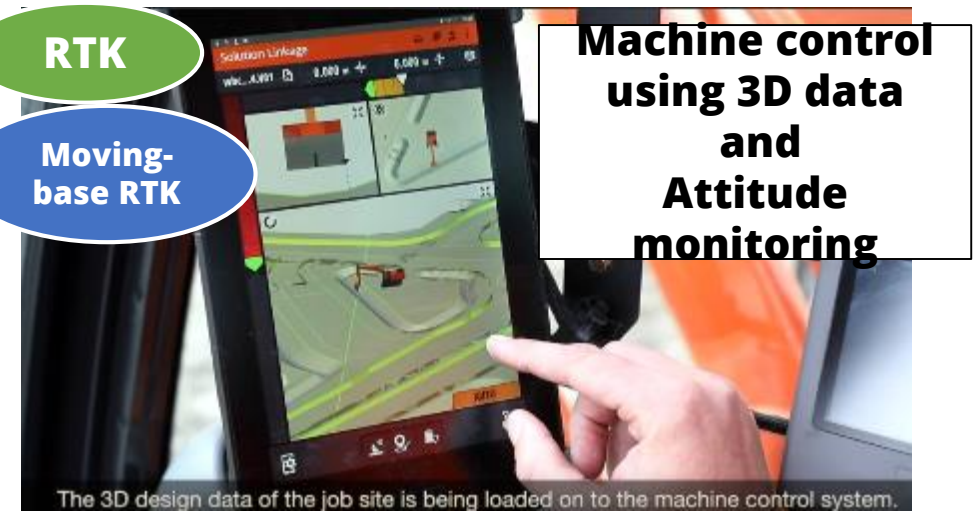 RTK
Moving-
base RTK
Machine control
using 3D data
and
Attitude
monitoring
Solution Linkage
0.000
0.000
The 3D design data of the job site is being loaded on to the machine control system.